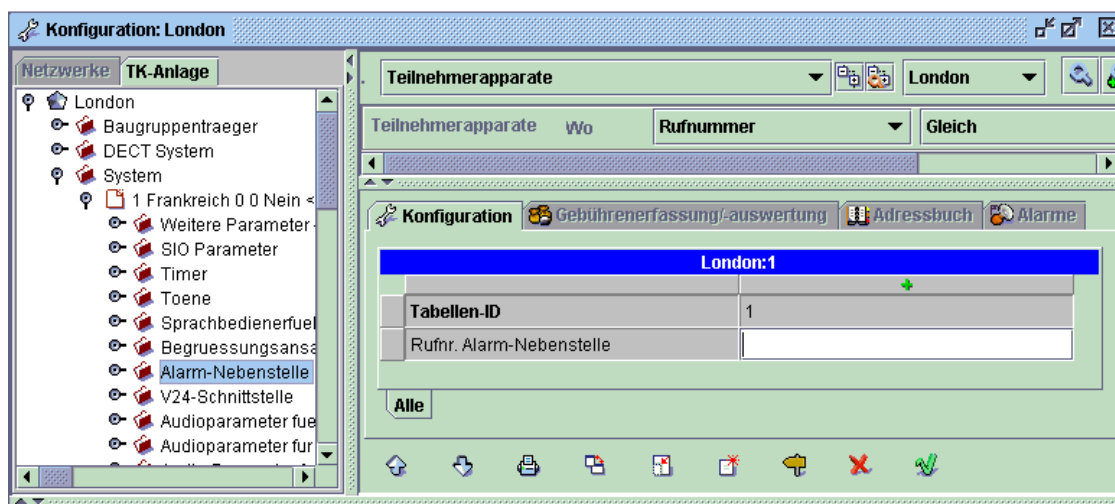 Konfiguration: London
Netzwerke TK-Anlage
London
Baugruppentraeger
DECT System
System
1 Frankreich 0 0 Nein <
Weitere Parameter
SIO Parameter
Timer
Toene
Sprachbedienerfuel
Begruessungsansa
Alarm-Nebenstelle
V24-Schnittstelle
Audioparameter fue
Audioparameter fur
Teilnehmerapparate London
Teilnehmerapparate Wo Rufnummer Gleich
Konfiguration Gebührenerfassung/-auswertung Adressbuch Alarme
London:1
Tabellen-ID 1
Rufnr. Alarm-Nebenstelle
Alle